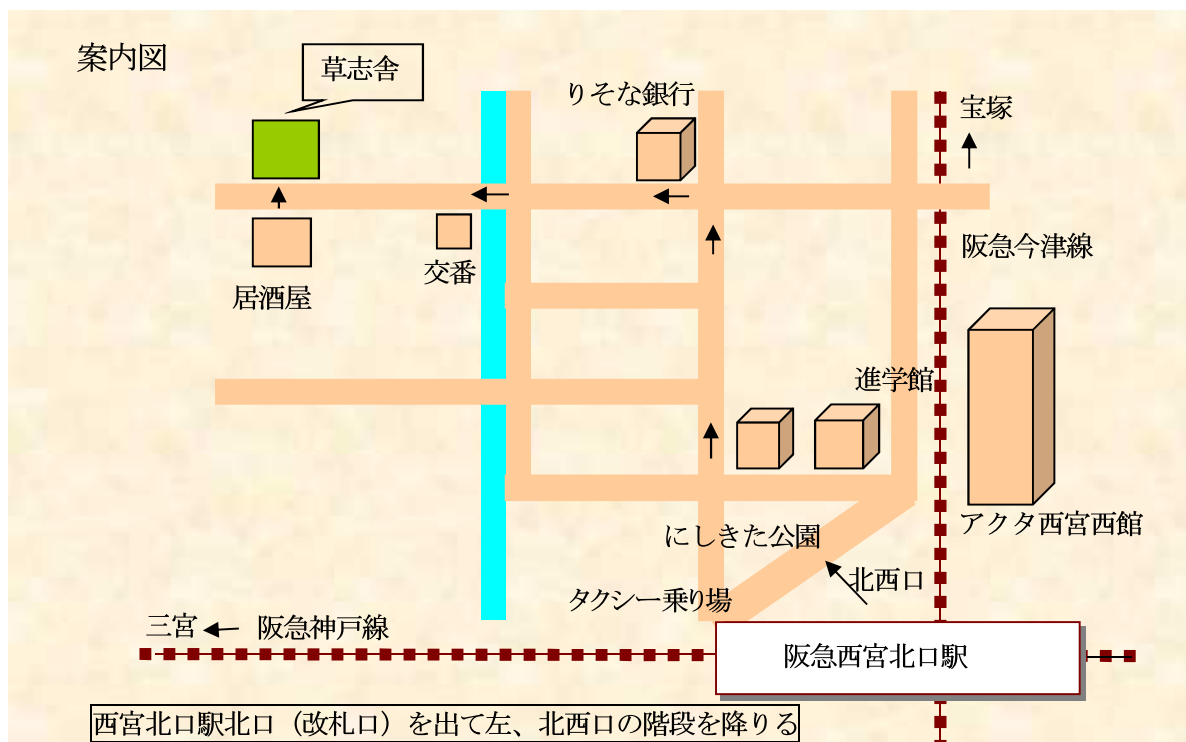 案内図
草志舎
りそな銀行
宝塚
阪急今津線
交番
居酒屋
進学館
アクタ西宮西館
にしきた公園
北西口
タクシー乗り場
三宮
阪急神戸線
阪急西宮北口駅
西宮北口駅北口（改札口）を出て左、北西口の階段を降りる